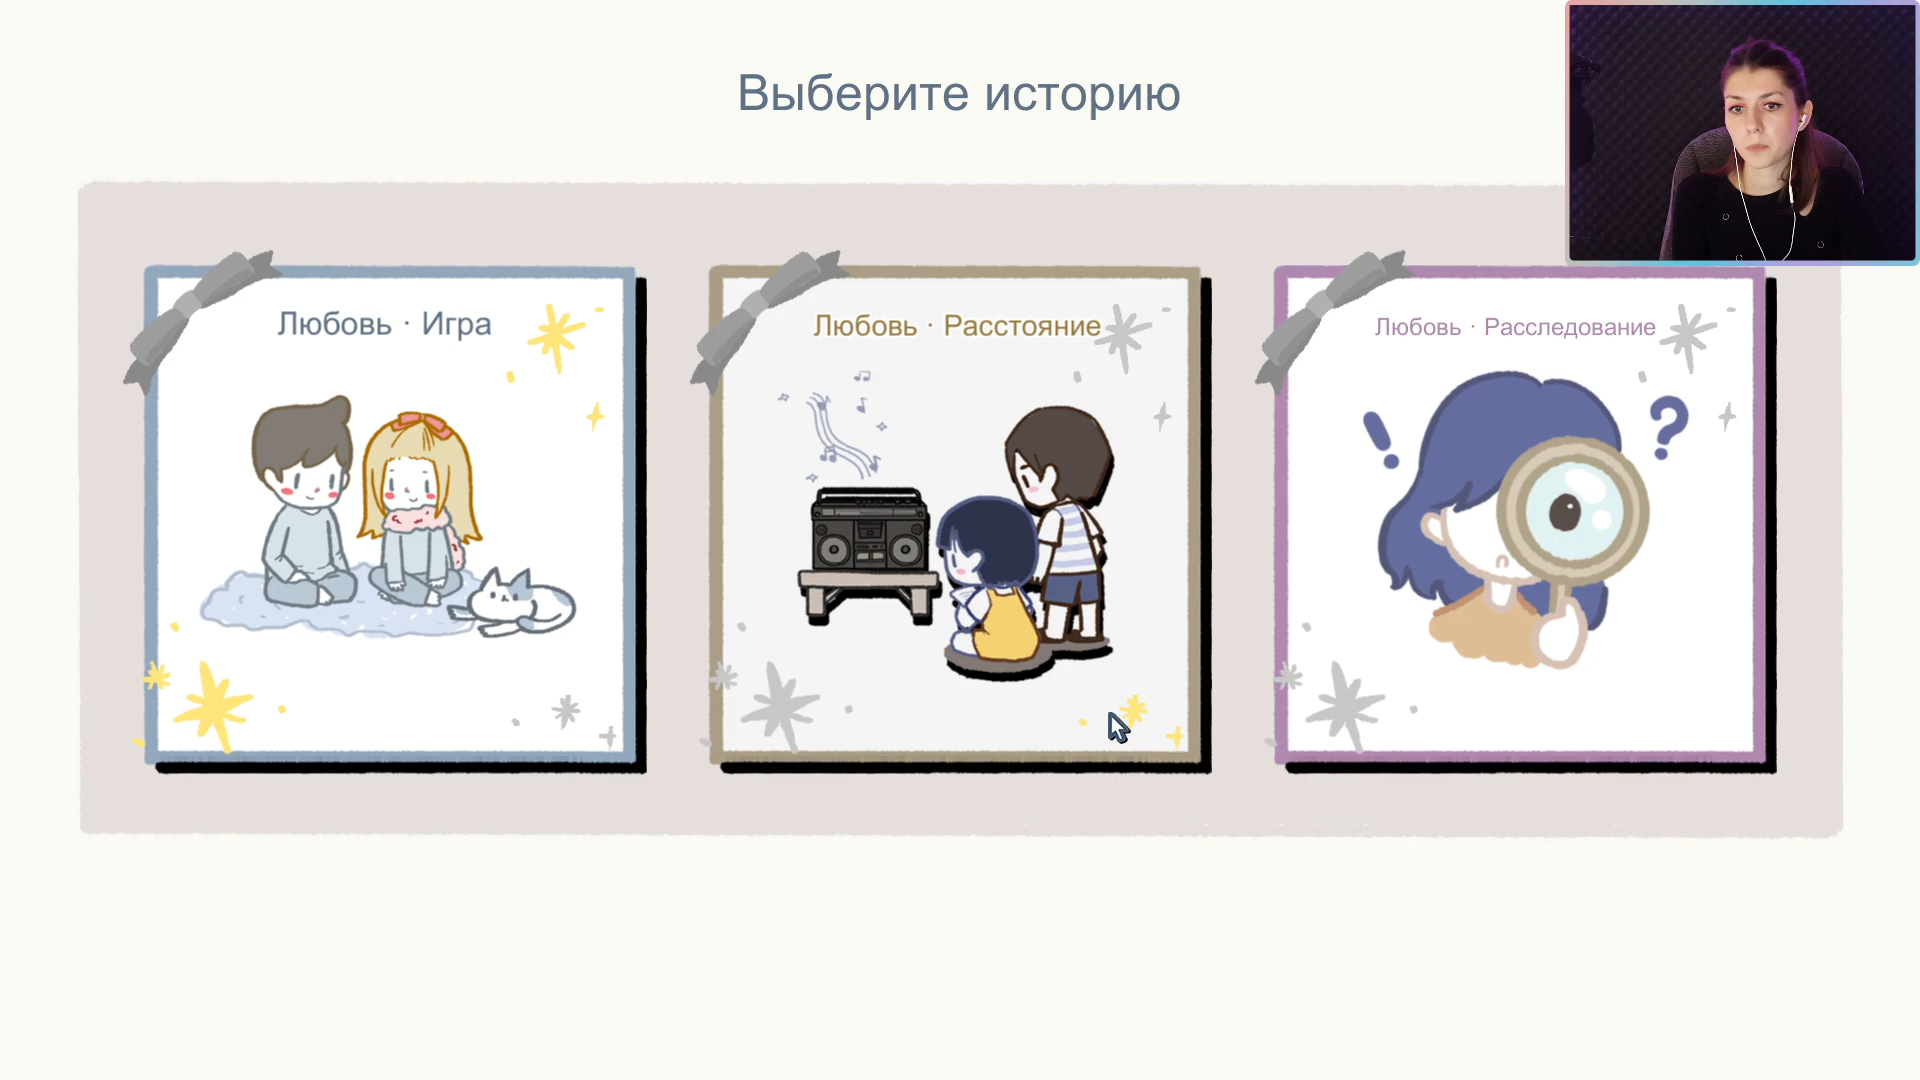 Выберите историю
Любовь · Игра
Любовь · Расстояние
Любовь · Расследование
! ?